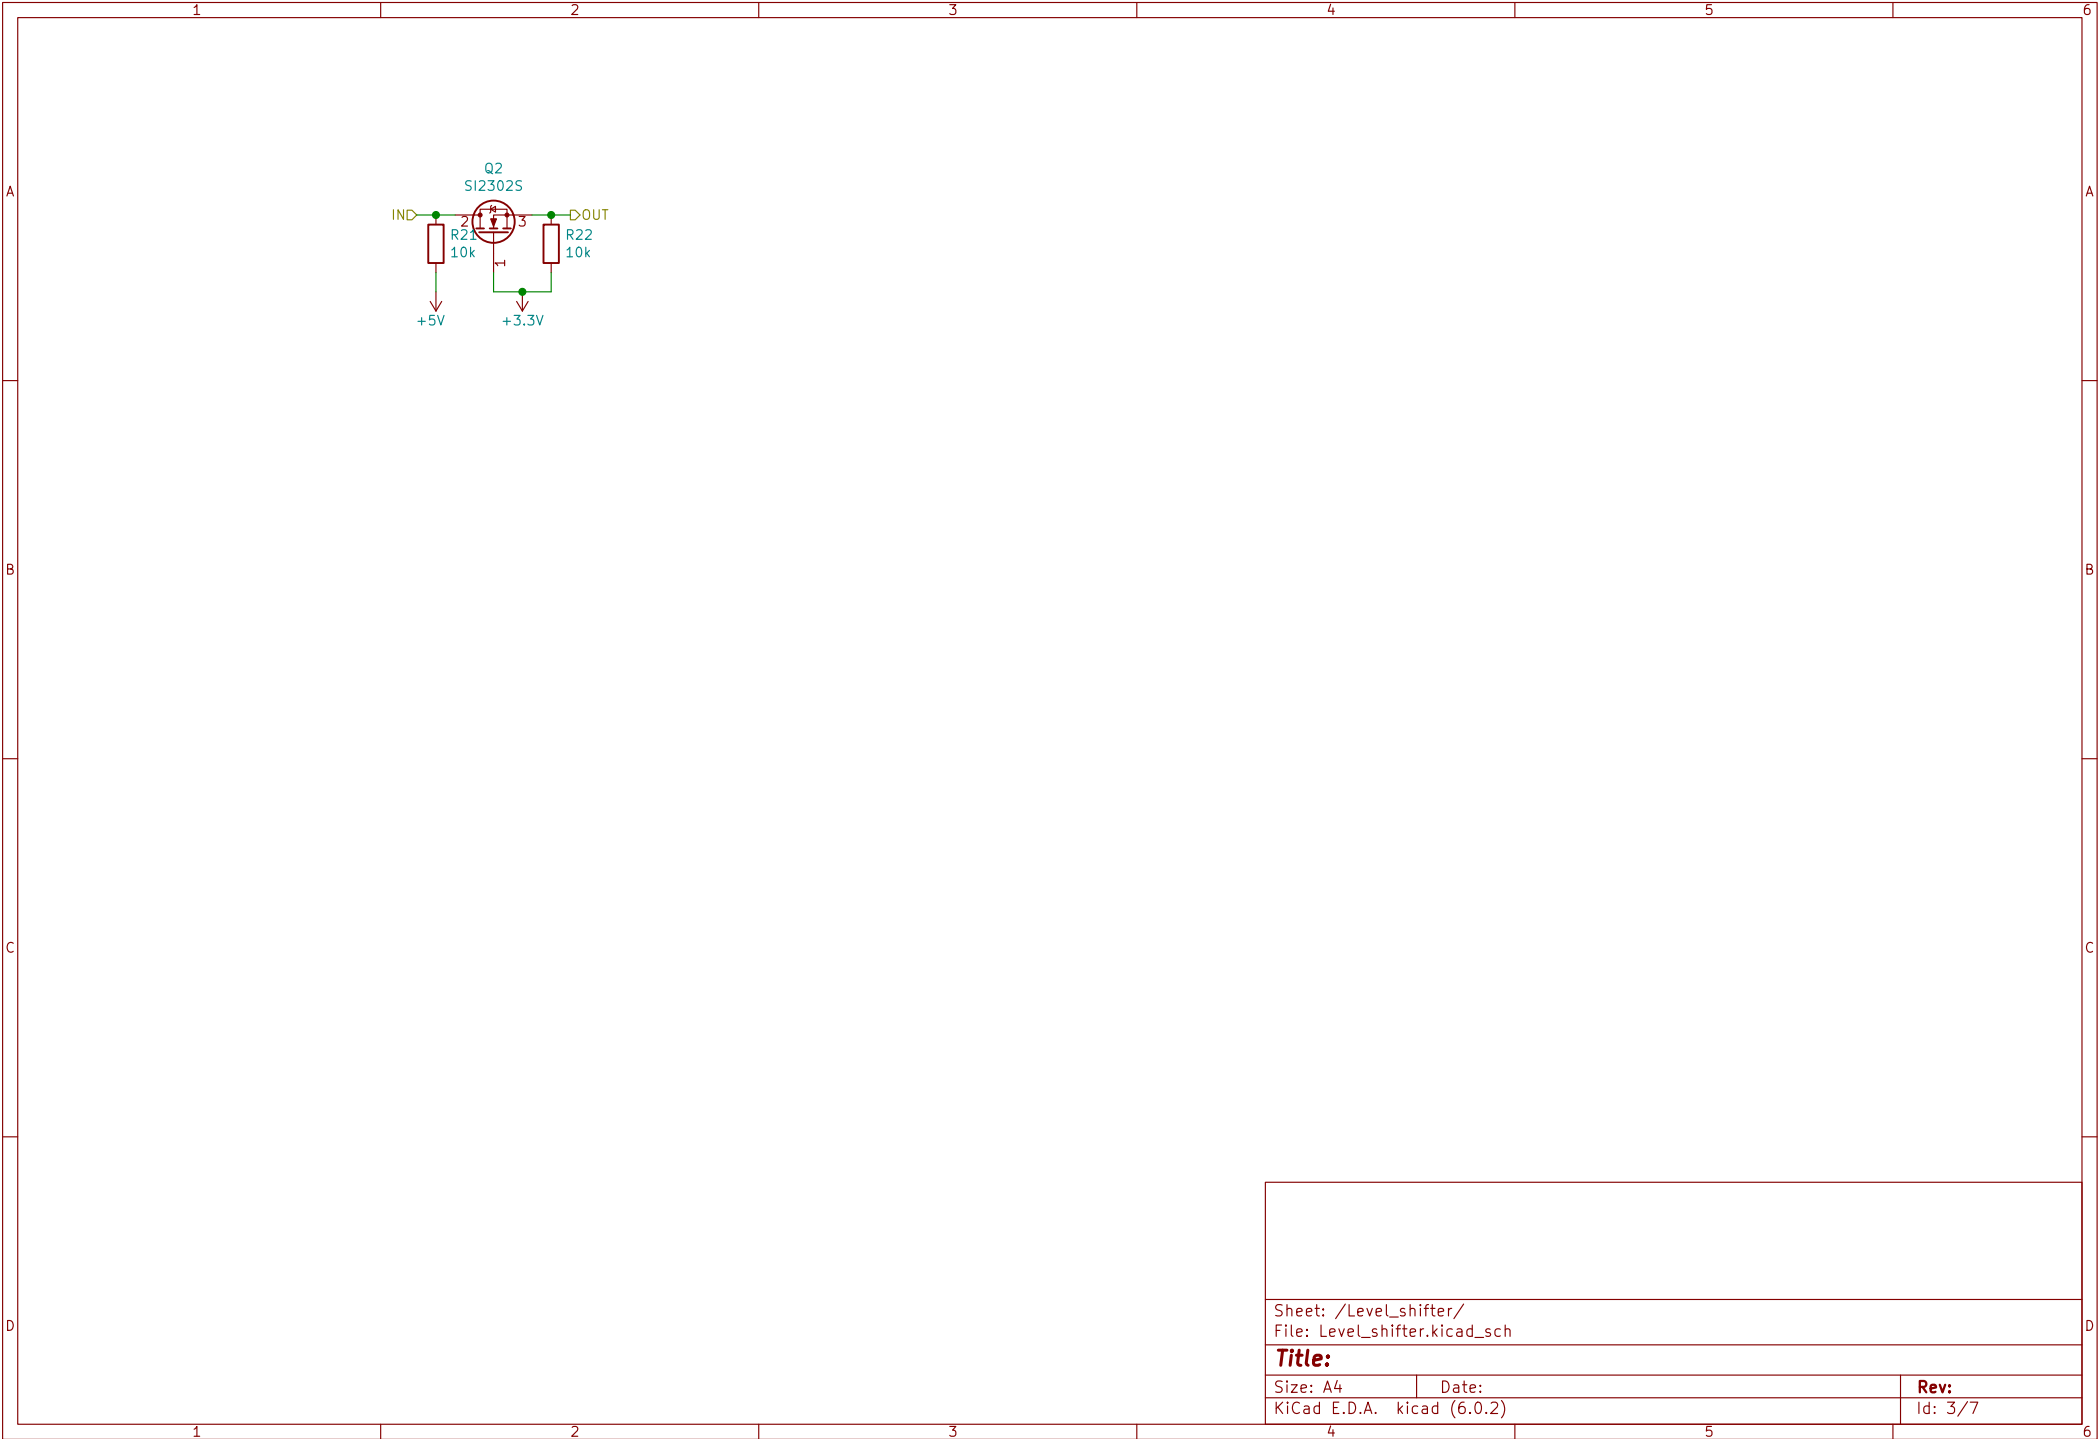 1 2 3 4 5 6
Q2
SI2302S
A A
IN 2 3 OUT
R21 R22
10k 10k
1
+5V +3.3V
B B
C C
Sheet: /Level_shifter/
File: Level_shifter.kicad_sch
D D
Title:
Size: A4 Date: Rev:
KiCad E.D.A. kicad (6.0.2) Id: 3/7
1 2 3 4 5 6